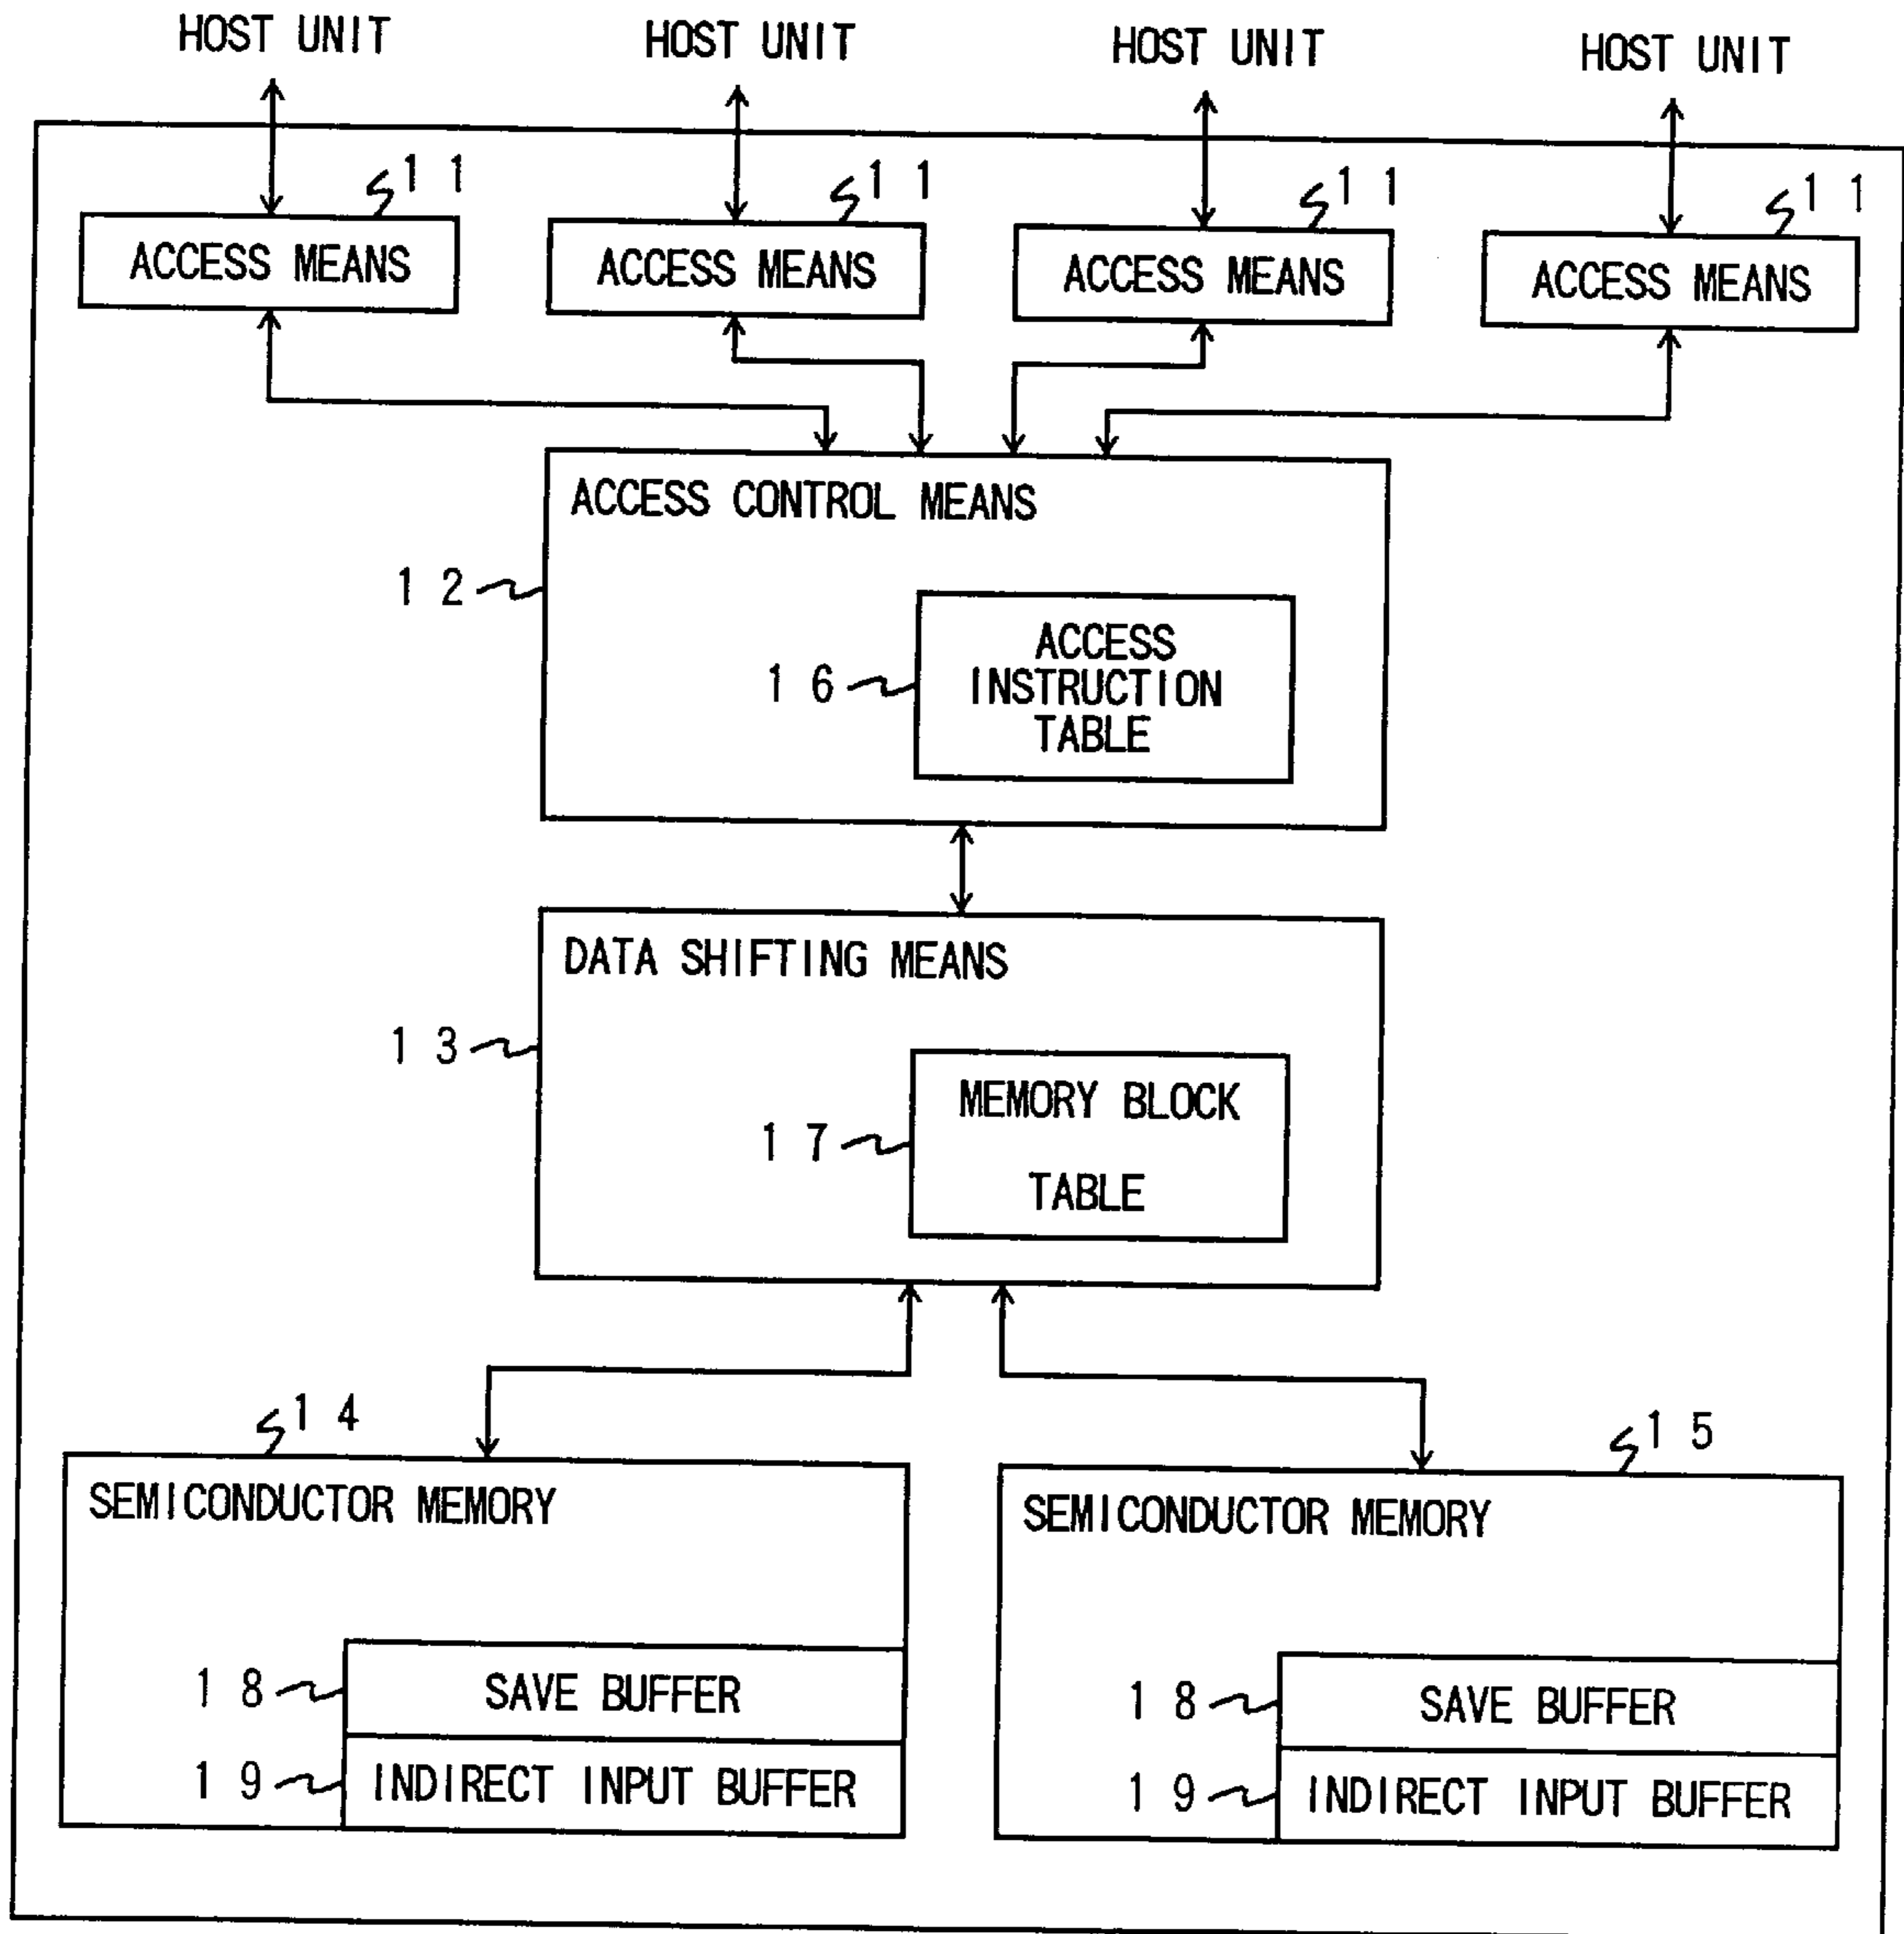 HOST UNIT
HOST UNIT
HOST UNIT
HOST UNIT
11
11
11
11
ACCESS MEANS
ACCESS MEANS
ACCESS MEANS
ACCESS MEANS
ACCESS CONTROL MEANS
12
ACCESS
INSTRUCTION
TABLE
16
DATA SHIFTING MEANS
13
MEMORY BLOCK
TABLE
17
14
15
SEMICONDUCTOR MEMORY
SEMICONDUCTOR MEMORY
18
SAVE BUFFER
18
SAVE BUFFER
19
INDIRECT INPUT BUFFER
19
INDIRECT INPUT BUFFER